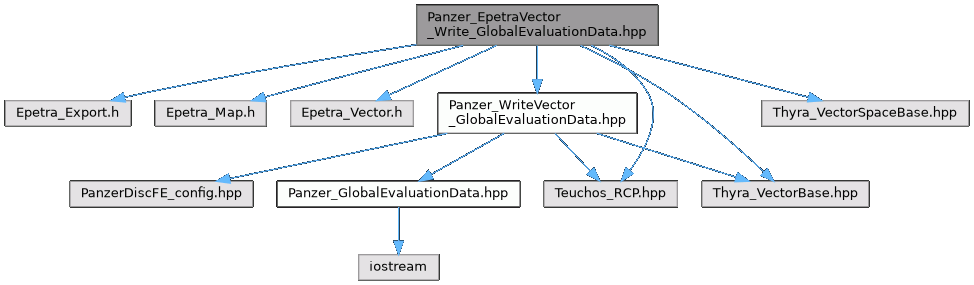 Panzer_EpetraVector
_Write_GlobalEvaluationData.hpp
Epetra_Export.h
Epetra_Map.h
Epetra_Vector.h
Panzer_WriteVector
_GlobalEvaluationData.hpp
Thyra_VectorSpaceBase.hpp
PanzerDiscFE_config.hpp
Panzer_GlobalEvaluationData.hpp
Teuchos_RCP.hpp
Thyra_VectorBase.hpp
iostream